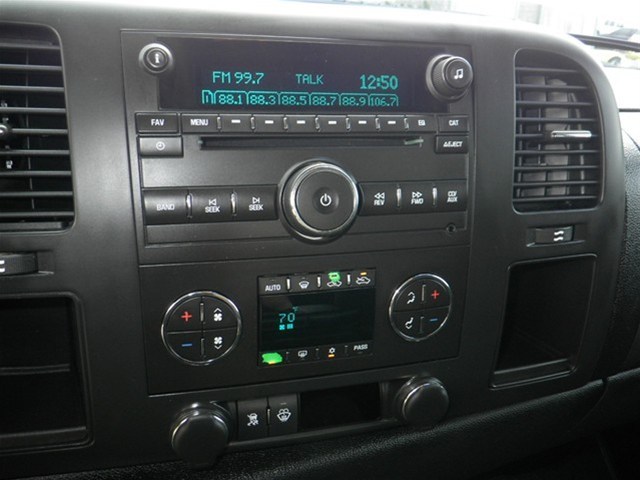 FM 99.7 TALK 12:50
1 88.1 88.3 88.5 88.7 88.9 106.7
FAV MENU CAT
EJECT
BAND SEEK SEEK REV FWD AUX
AUTO
70
PASS